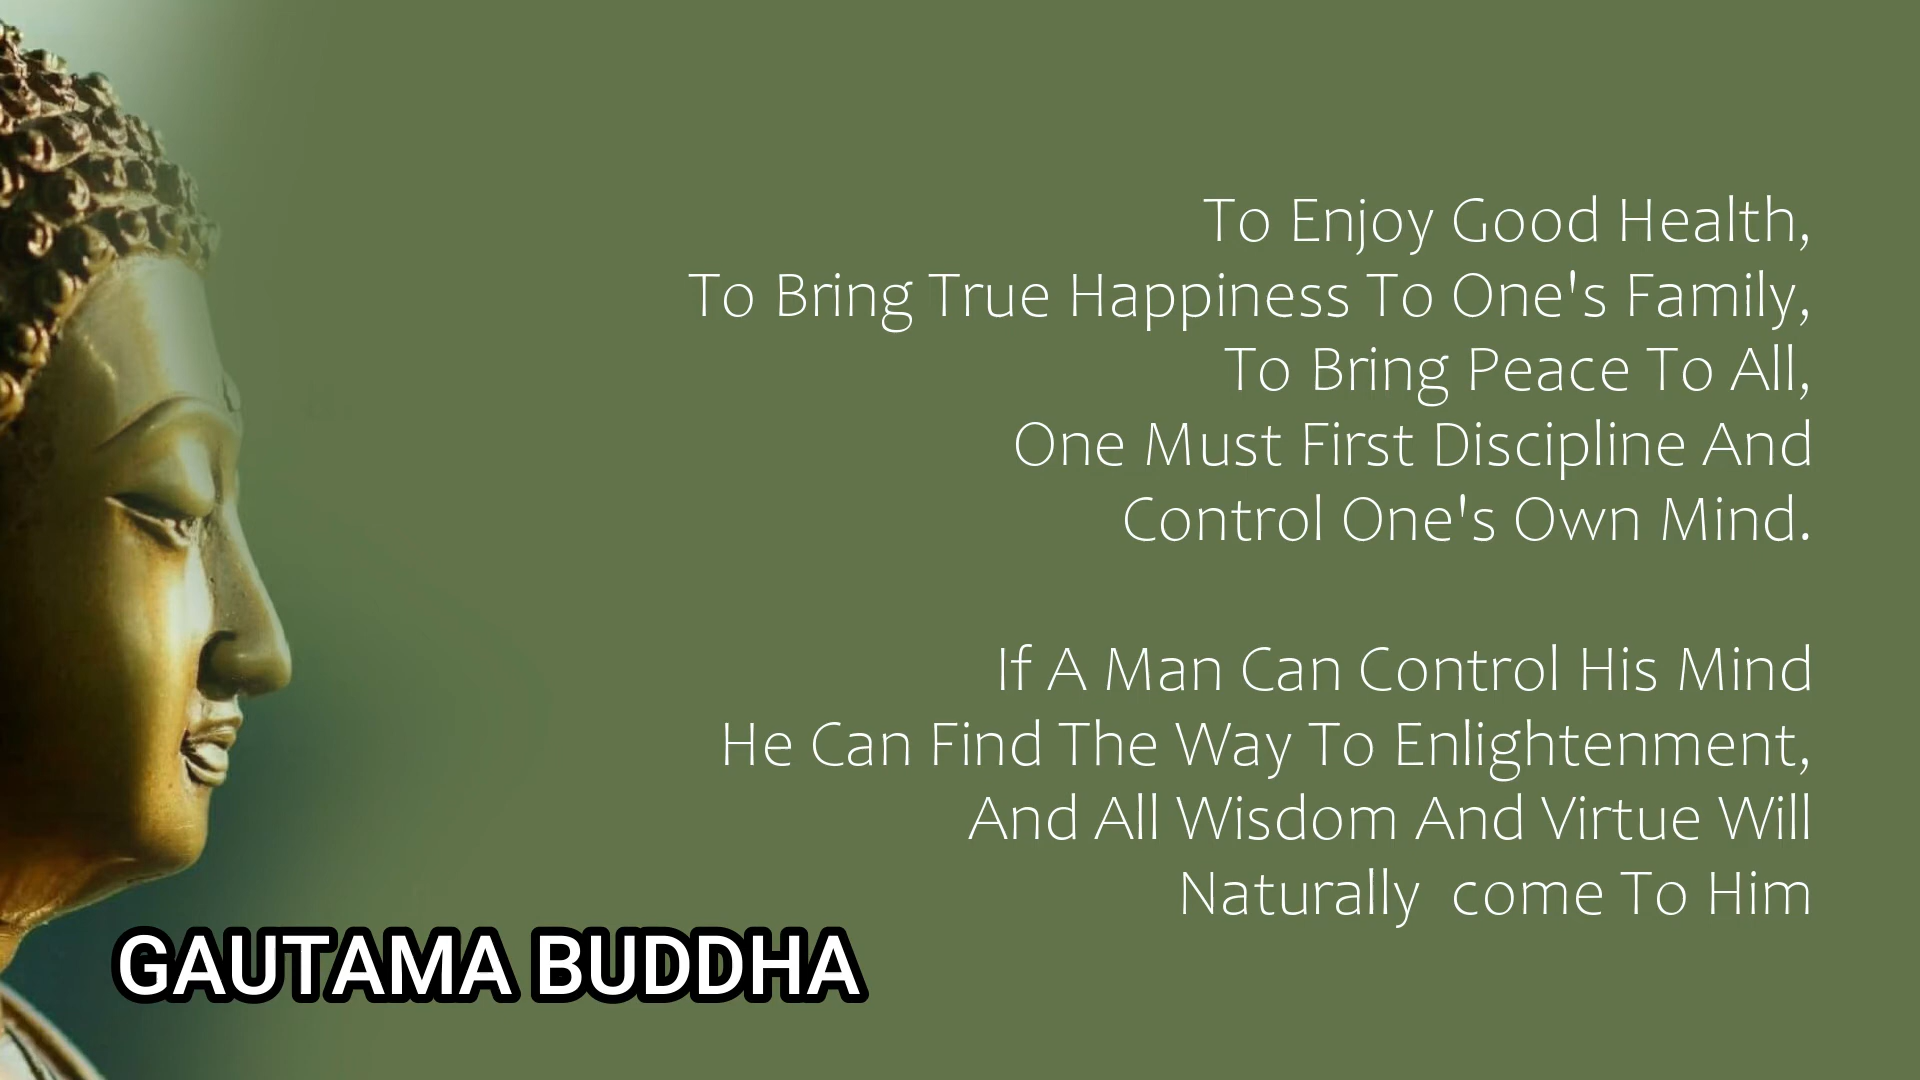 To Enjoy Good Health,
To Bring True Happiness To One's Family,
To Bring Peace To All,
One Must First Discipline And
Control One's Own Mind.
If A Man Can Control His Mind
He Can Find The Way To Enlightenment,
And All Wisdom And Virtue Will
Naturally  come To Him
GAUTAMA BUDDHA